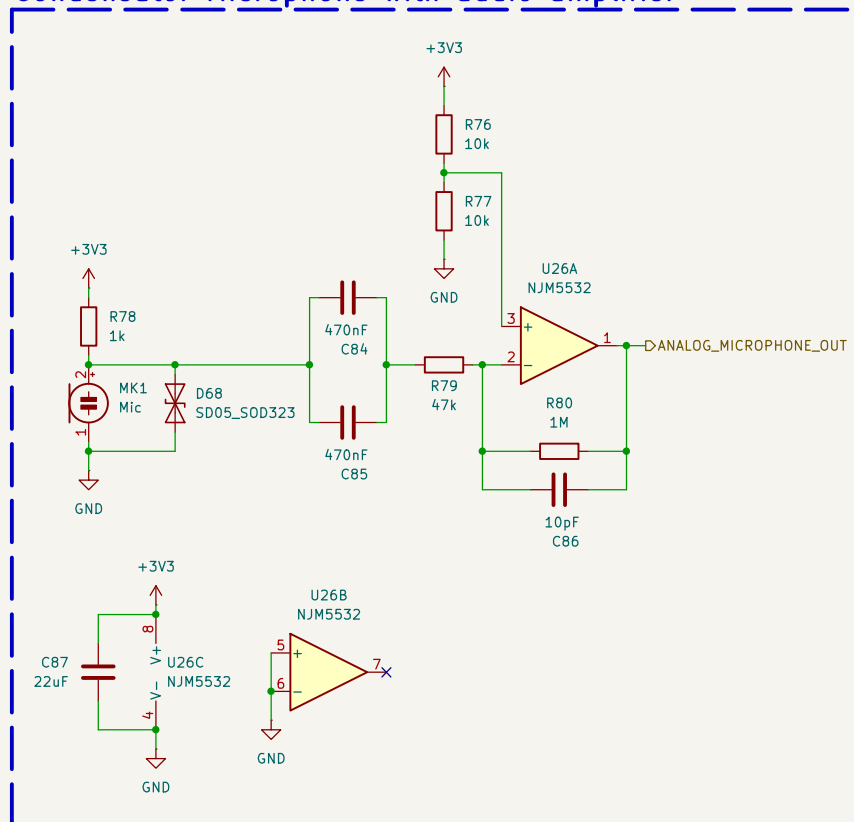 +3V3
R76
10k
R77
10k
GND
+3V3
R78
1k
2
+
MK1
Mic
1
GND
D68
SD05_SOD323
470nF
C84
470nF
C85
R79
47k
U26A
NJM5532
3
+
2
-
1
ANALOG_MICROPHONE_OUT
R80
1M
10pF
C86
+3V3
8
V+
C87
22uF
U26C
NJM5532
V-
4
GND
U26B
NJM5532
5
+
6
-
7
GND